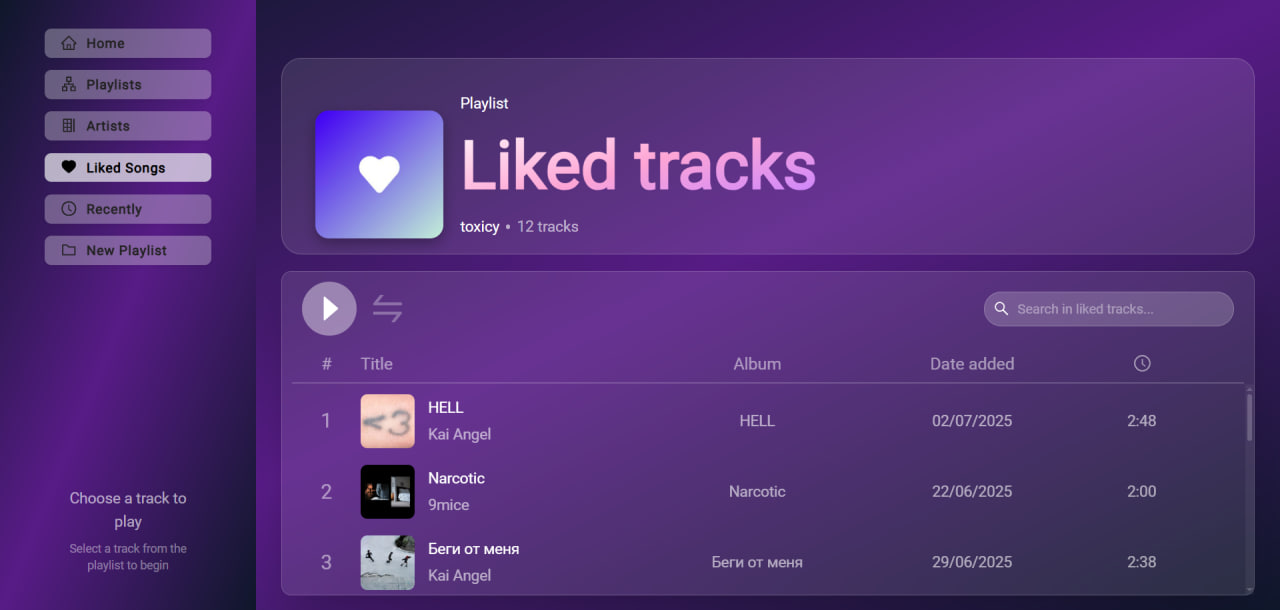 Home
Playlists
Artists
Liked Songs
Recently
New Playlist
Choose a track to
play
Select a track from the
playlist to begin
Playlist
Liked tracks
toxicy • 12 tracks
Search in liked tracks...
# Title Album Date added
1 <3 HELL HELL 02/07/2025 2:48
Kai Angel
2 Narcotic Narcotic 22/06/2025 2:00
9mice
3 Беги от меня Беги от меня 29/06/2025 2:38
Kai Angel